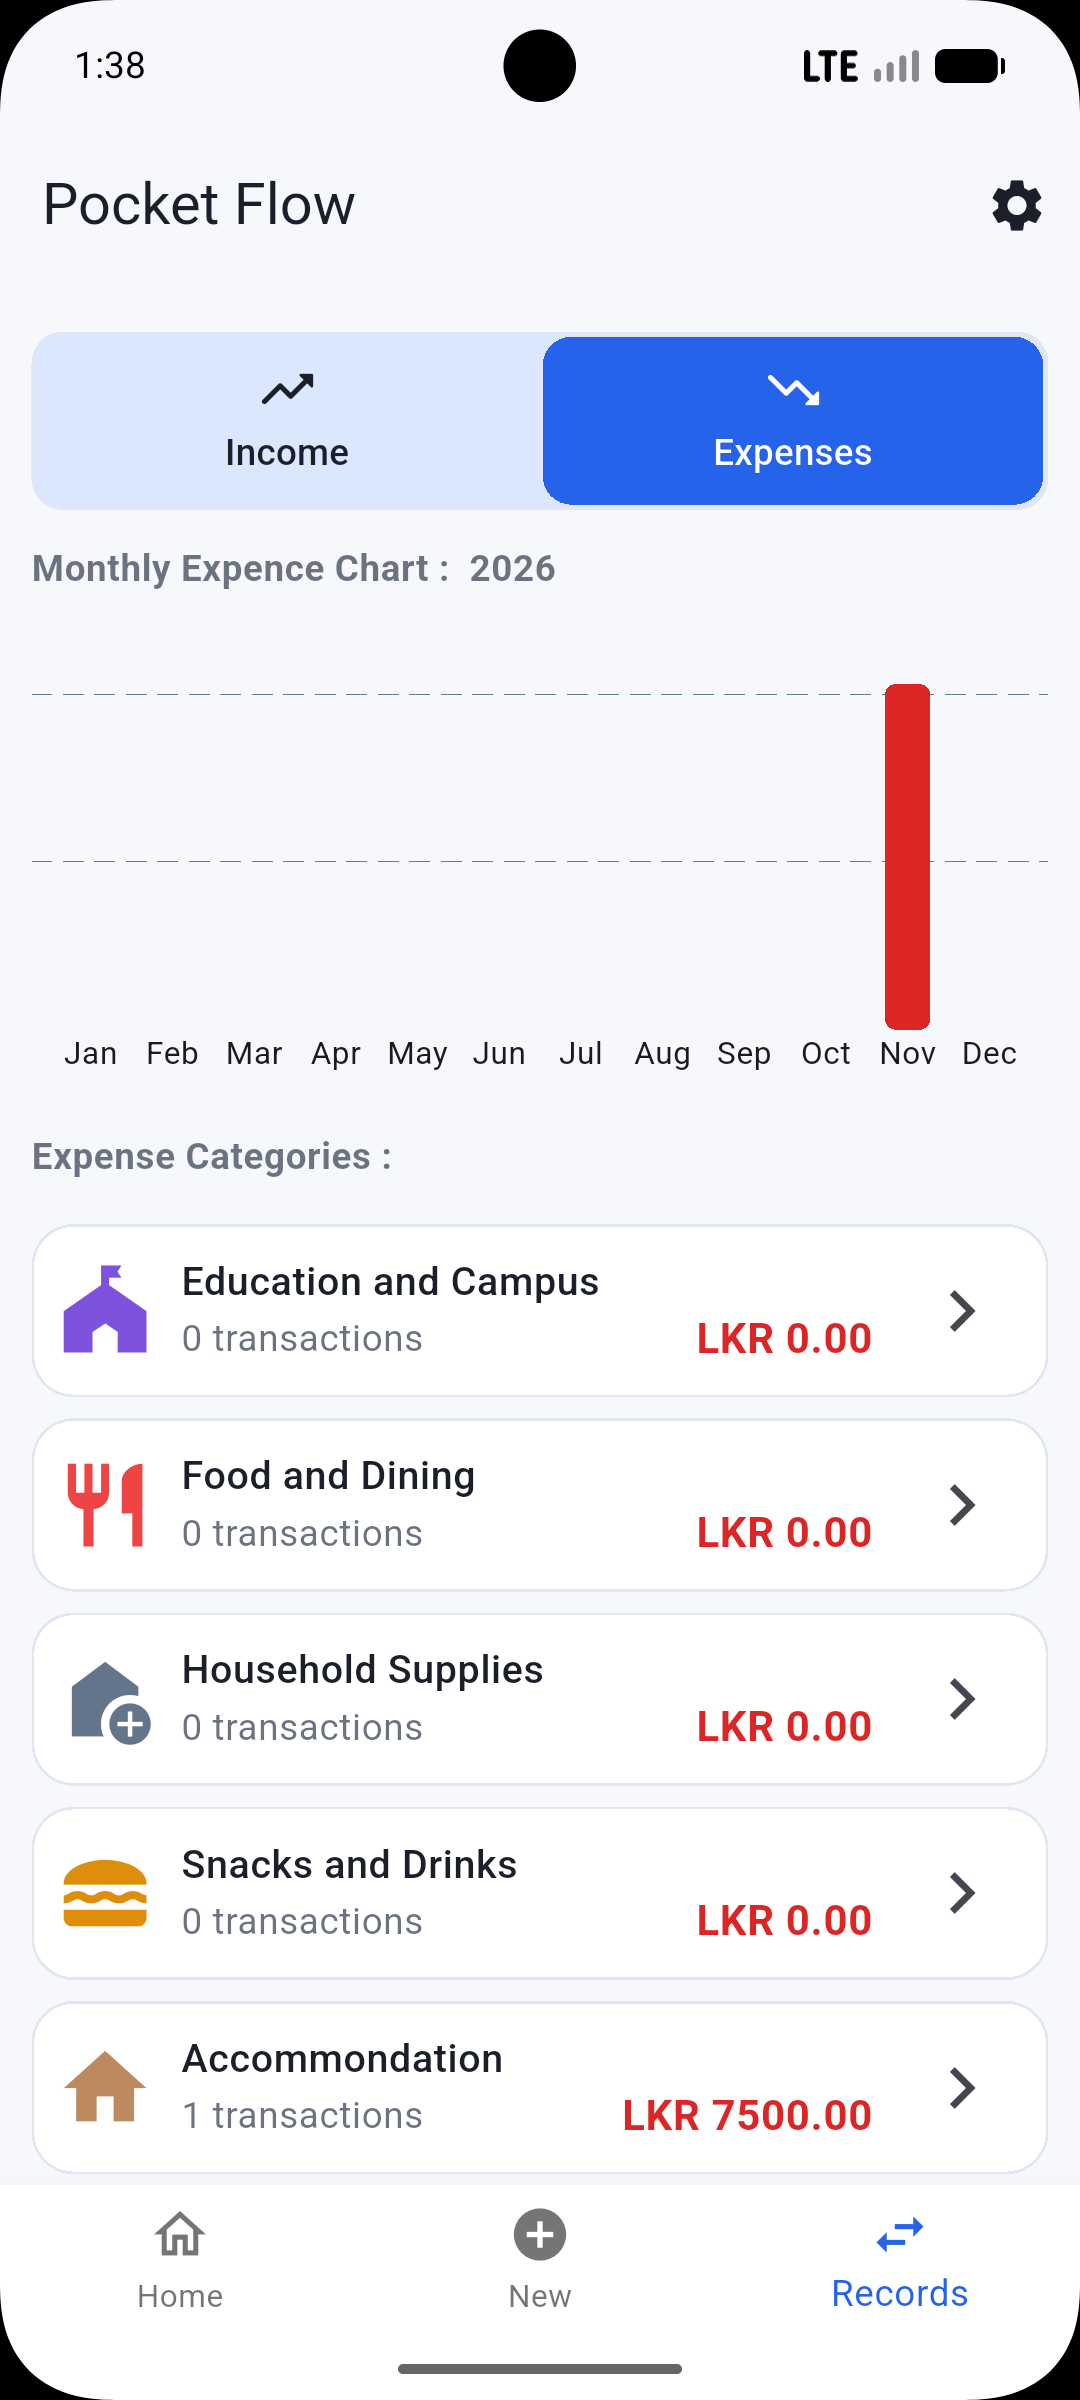 1:38
LTE
Pocket Flow
Income
Expenses
Monthly Expence Chart : 2026
Jan Feb Mar Apr May Jun Jul Aug Sep Oct Nov Dec
Expense Categories :
Education and Campus
0 transactions
LKR 0.00
Food and Dining
0 transactions
LKR 0.00
Household Supplies
0 transactions
LKR 0.00
Snacks and Drinks
0 transactions
LKR 0.00
Accommondation
1 transactions
LKR 7500.00
Home
New
Records